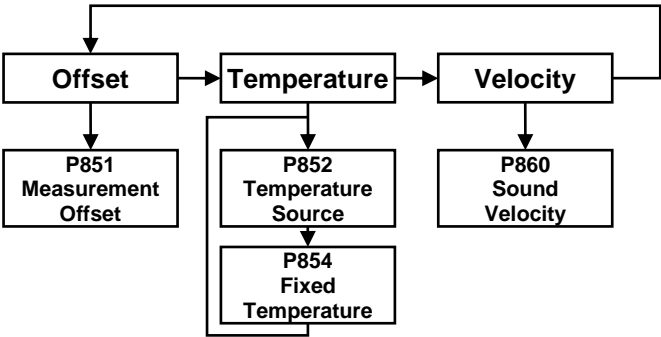 Offset
Temperature
Velocity
P851
Measurement
Offset
P852
Temperature
Source
P860
Sound
Velocity
P854
Fixed
Temperature